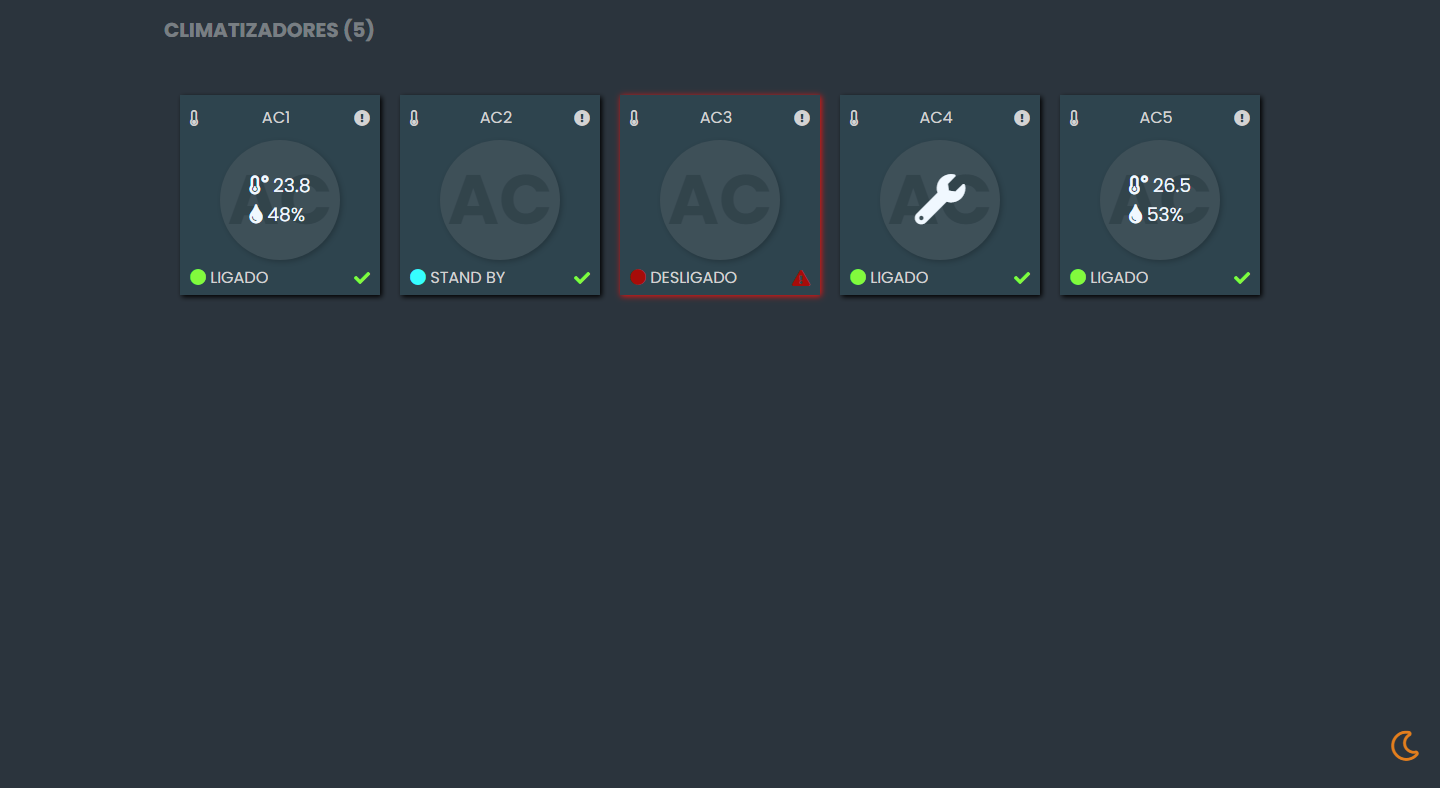 CLIMATIZADORES (5)
AC1
AC
23.8
48%
LIGADO
AC2
AC
STAND BY
AC3
AC
DESLIGADO
AC4
AC
LIGADO
AC5
AC
26.5
53%
LIGADO